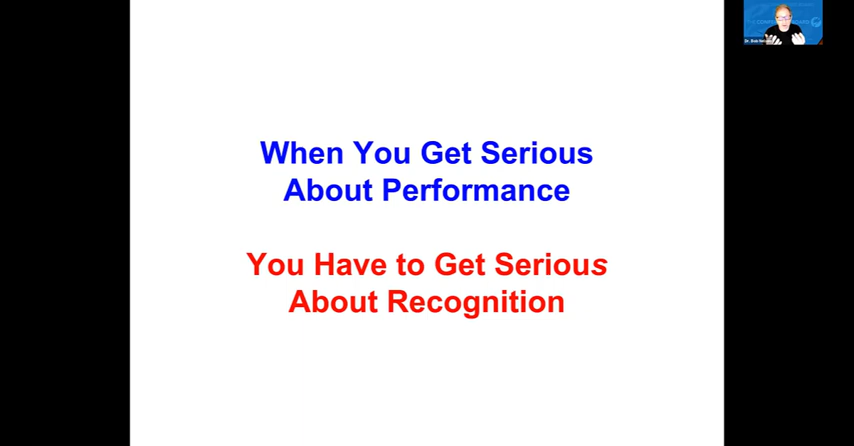 When You Get Serious
About Performance
You Have to Get Serious
About Recognition